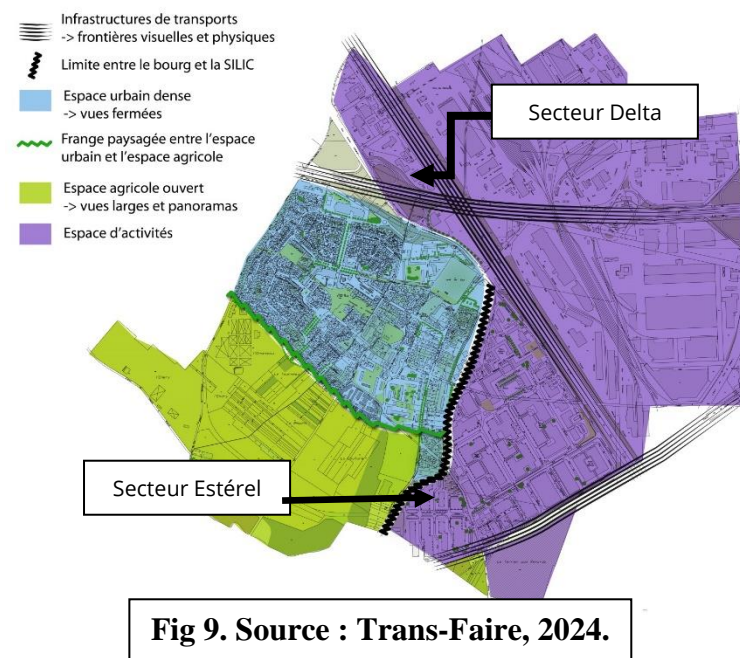 Infrastructures de transports
-> frontières visuelles et physiques
Limite entre le bourg et la SILIC
Espace urbain dense
-> vues fermées
Frange paysagée entre l'espace
urbain et l'espace agricole
Espace agricole ouvert
-> vues larges et panoramas
Espace d'activités
Secteur Delta
Secteur Estérel
Fig 9. Source : Trans-Faire, 2024.